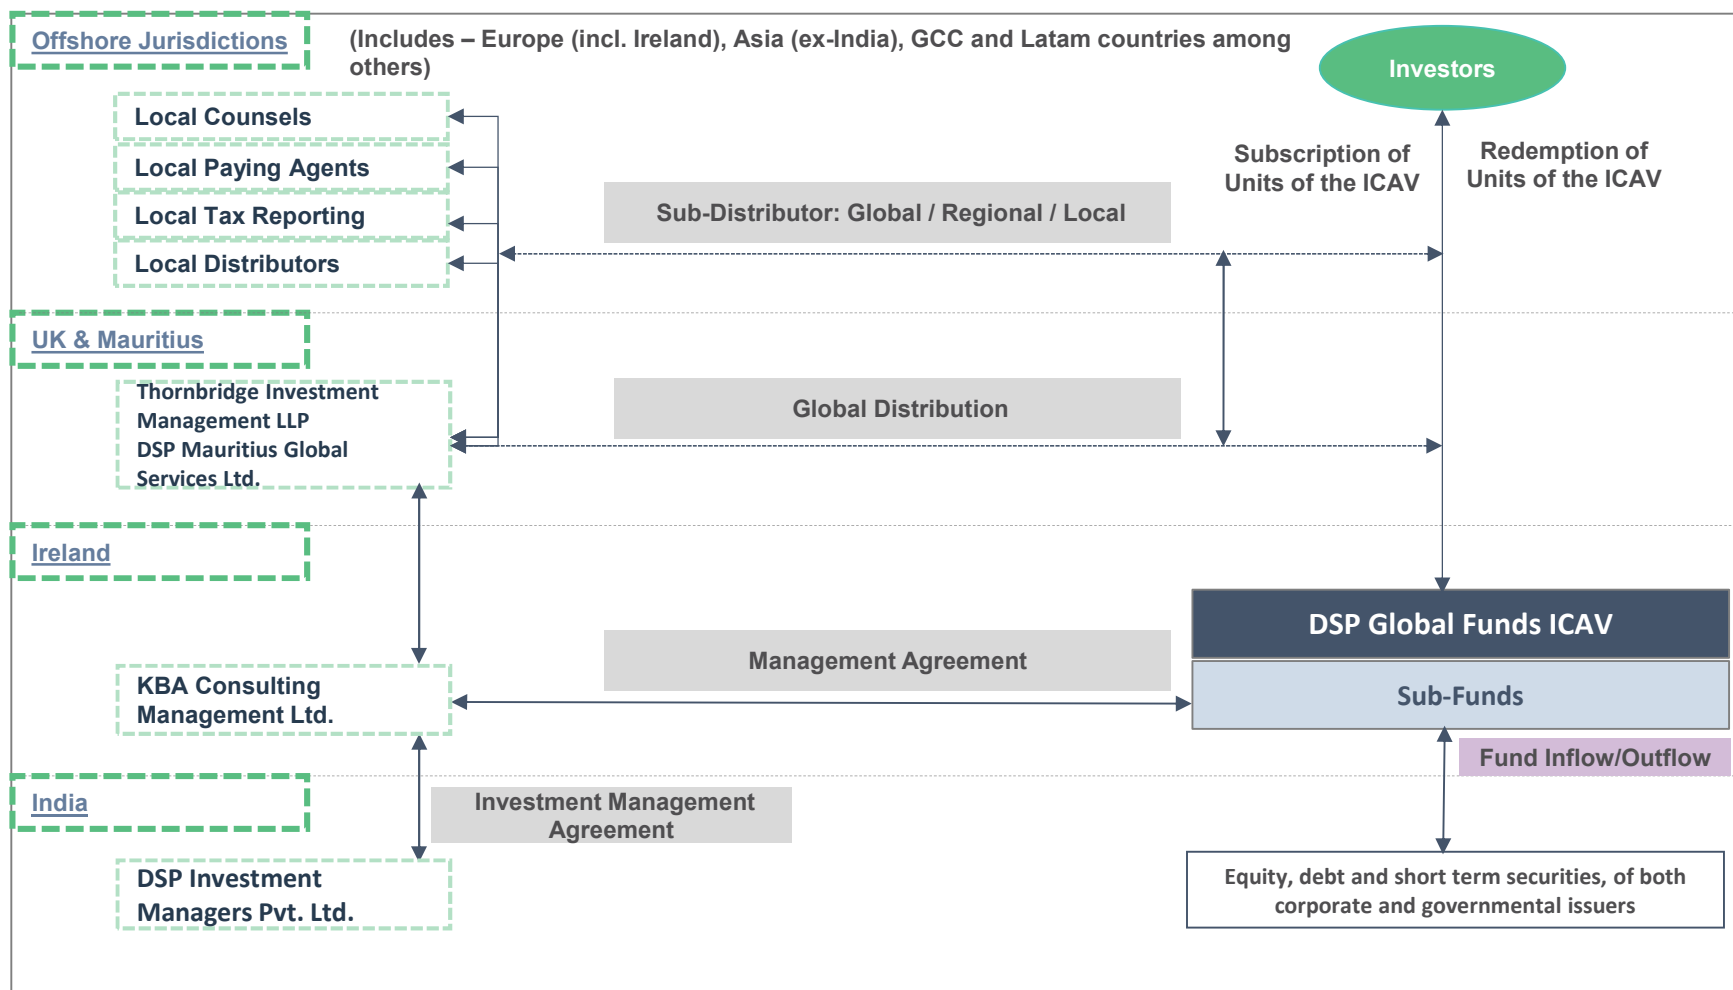 Offshore Jurisdictions
(Includes – Europe (incl. Ireland), Asia (ex-India), GCC and Latam countries among
others)
Investors
Local Counsels
Local Paying Agents
Local Tax Reporting
Local Distributors
Subscription of
Units of the ICAV
Redemption of
Units of the ICAV
Sub-Distributor: Global / Regional / Local
UK & Mauritius
Thornbridge Investment
Management LLP
DSP Mauritius Global
Services Ltd.
Global Distribution
Ireland
DSP Global Funds ICAV
Sub-Funds
Management Agreement
KBA Consulting
Management Ltd.
Fund Inflow/Outflow
India
Investment Management
Agreement
DSP Investment
Managers Pvt. Ltd.
Equity, debt and short term securities, of both
corporate and governmental issuers